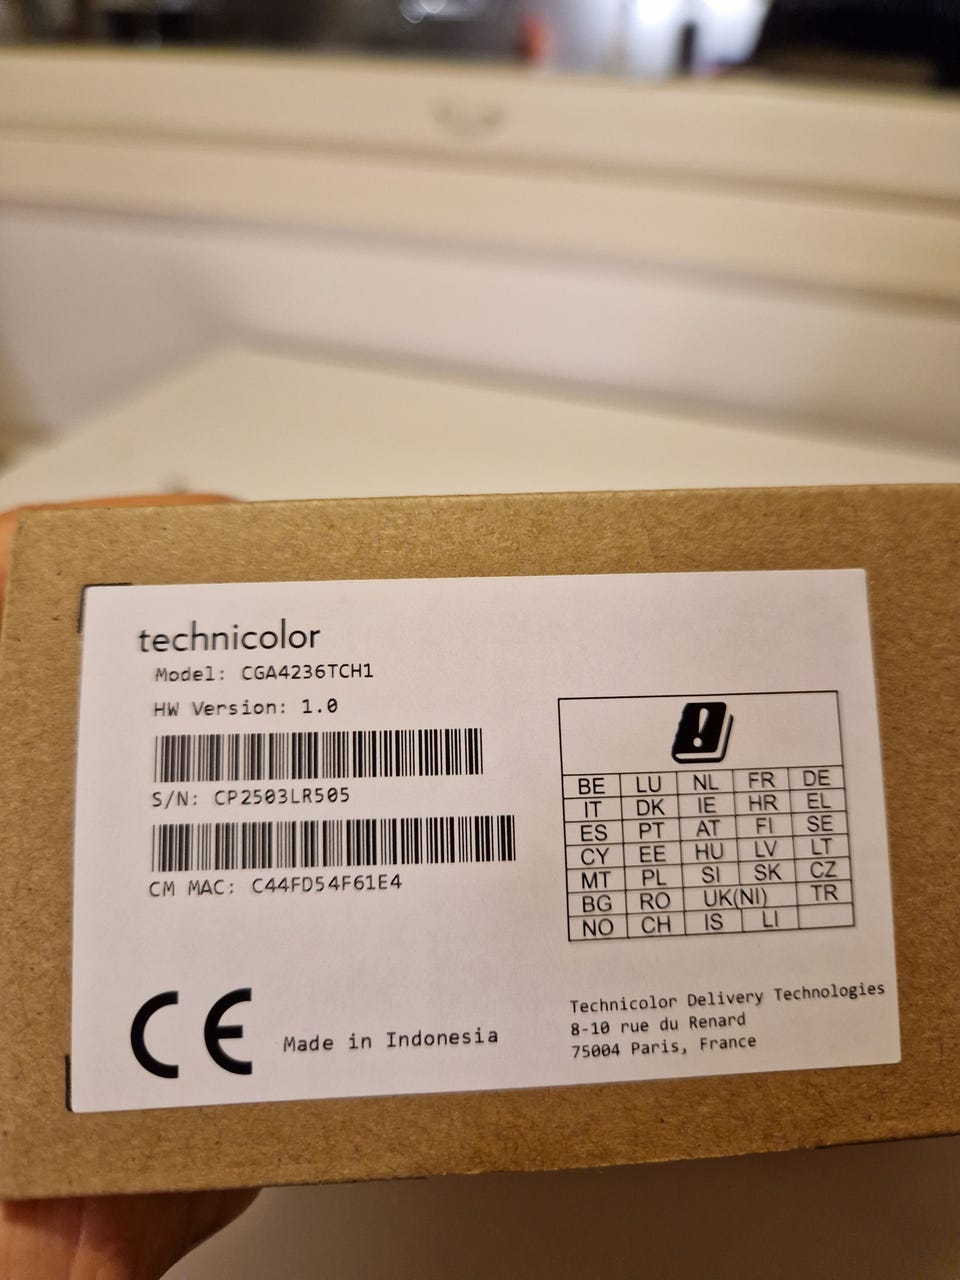 technicolor
Model: CGA4236TCH1
HW Version: 1.0
S/N: CP2503LR505
CM MAC: C44FD54F61E4
BE LU NL FR DE
IT DK IE HR EL
ES PT AT FI SE
CY EE HU LV LT
MT PL SI SK CZ
BG RO UK(NI) TR
NO CH IS LI
CE
Made in Indonesia
Technicolor Delivery Technologies
8-10 rue du Renard
75004 Paris, France